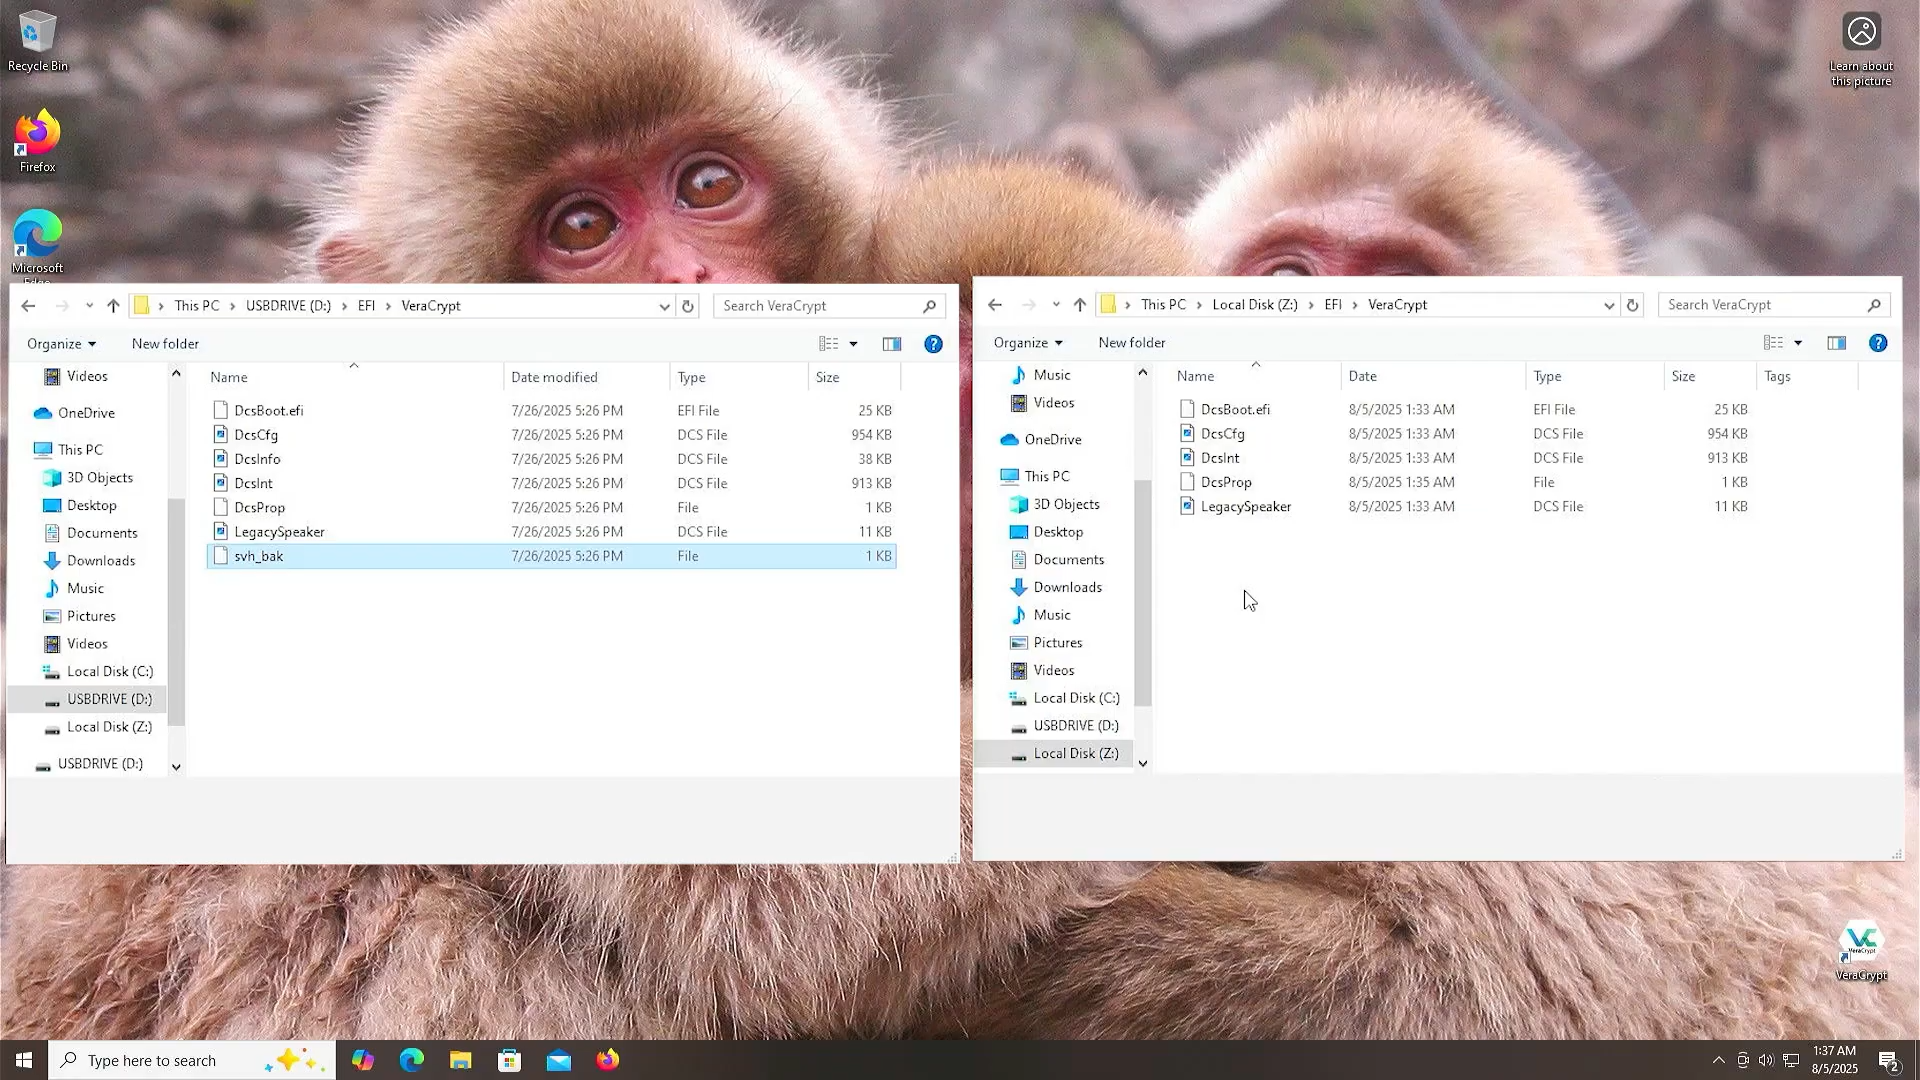 Recycle Bin
Firefox
Microsoft
Edge
Learn about
this picture
This PC
USBDRIVE (D:)
EFI
VeraCrypt
Search VeraCrypt
Organize
New folder
Name
Date modified
Type
Size
Videos
OneDrive
This PC
3D Objects
Desktop
Documents
Downloads
Music
Pictures
Videos
Local Disk (C:)
USBDRIVE (D:)
Local Disk (Z:)
USBDRIVE (D:)
DcsBoot.efi 7/26/2025 5:26 PM EFI File 25 KB
DcsCfg 7/26/2025 5:26 PM DCS File 954 KB
DcsInfo 7/26/2025 5:26 PM DCS File 38 KB
DcsInt 7/26/2025 5:26 PM DCS File 913 KB
DcsProp 7/26/2025 5:26 PM File 1 KB
LegacySpeaker 7/26/2025 5:26 PM DCS File 11 KB
svh_bak 7/26/2025 5:26 PM File 1 KB
This PC
Local Disk (Z:)
EFI
VeraCrypt
Search VeraCrypt
Organize
New folder
Name
Date
Type
Size
Tags
Music
Videos
OneDrive
This PC
3D Objects
Desktop
Documents
Downloads
Music
Pictures
Videos
Local Disk (C:)
USBDRIVE (D:)
Local Disk (Z:)
DcsBoot.efi 8/5/2025 1:33 AM EFI File 25 KB
DcsCfg 8/5/2025 1:33 AM DCS File 954 KB
DcsInt 8/5/2025 1:33 AM DCS File 913 KB
DcsProp 8/5/2025 1:35 AM File 1 KB
LegacySpeaker 8/5/2025 1:33 AM DCS File 11 KB
VeraCrypt
VeraCrypt
Type here to search
1:37 AM
8/5/2025
2